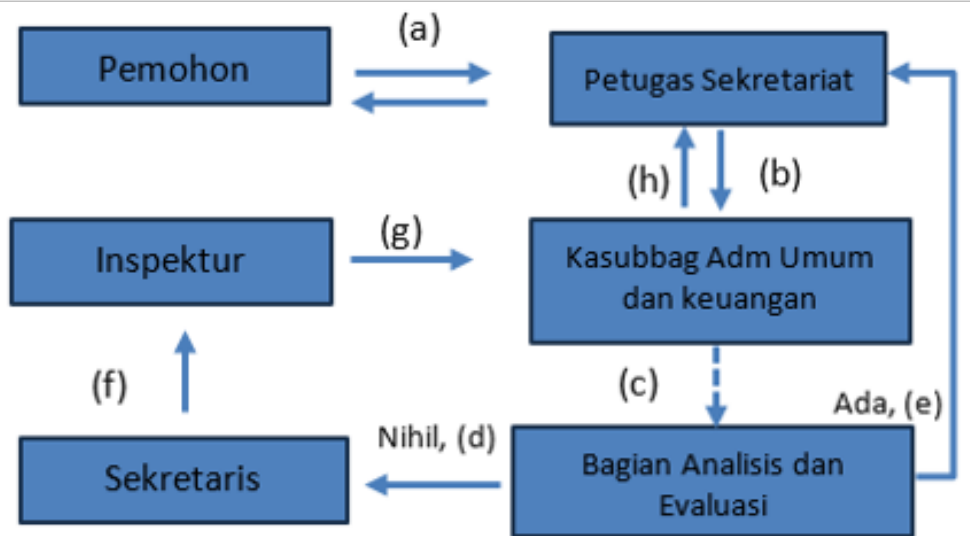 (a)
Pemohon
Petugas Sekretariat
(h)
(b)
(g)
Inspektur
Kasubbag Adm Umum
dan keuangan
(f)
(c)
Ada, (e)
Nihil, (d)
Sekretaris
Bagian Analisis dan
Evaluasi